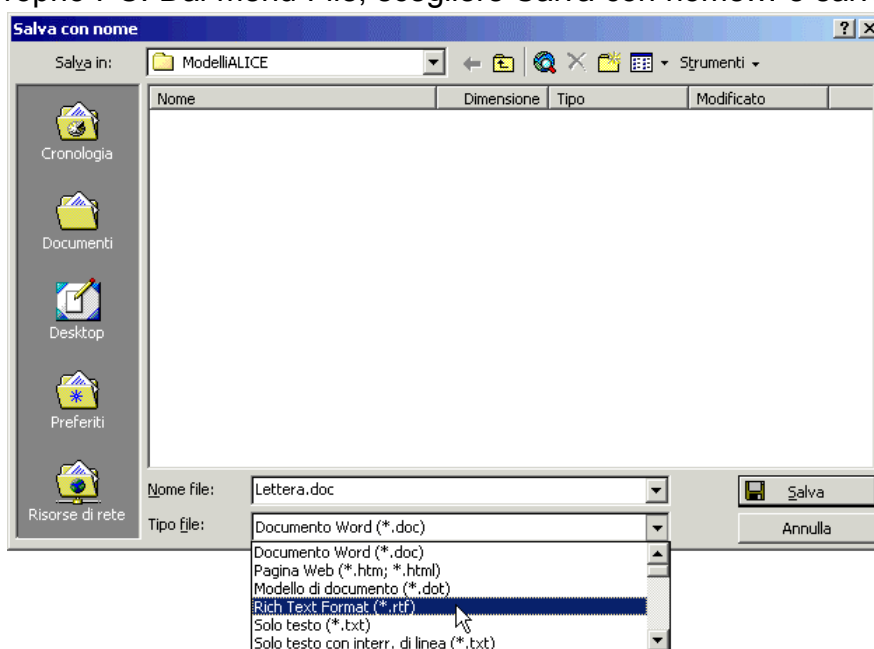 Salva con nome
Salva in:
ModelliALICE
Strumenti
Nome
Dimensione
Tipo
Modificato
Cronologia
Documenti
Desktop
Preferiti
Risorse di rete
Nome file:
Lettera.doc
Salva
Tipo file:
Documento Word (*.doc)
Annulla
Documento Word (*.doc)
Pagina Web (*.htm; *.html)
Modello di documento (*.dot)
Rich Text Format (*.rtf)
Solo testo (*.txt)
Solo testo con interr. di linea (*.txt)